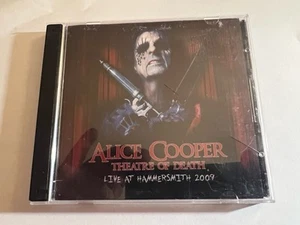 ALICE COOPER
THEATRE OF DEATH
LIVE AT HAMMERSMITH 2009